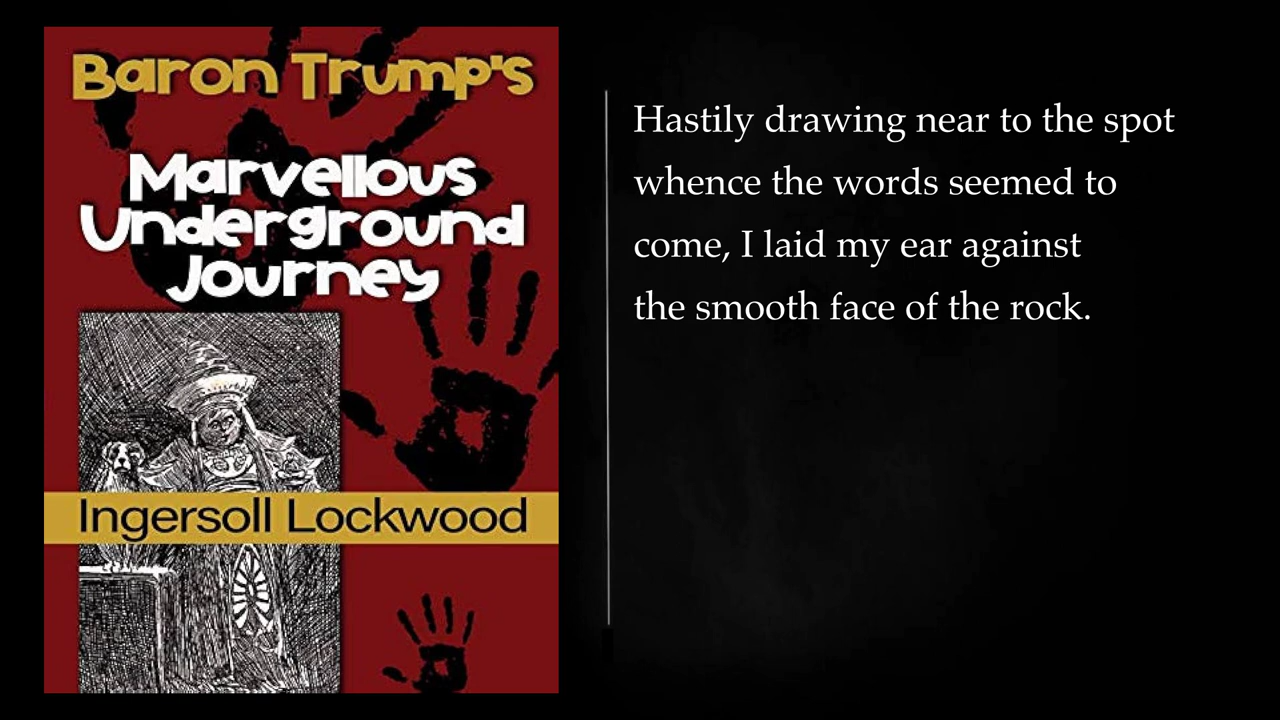 Baron Trump's
Marvellous
Underground
Journey
Ingersoll Lockwood
Hastily drawing near to the spot
whence the words seemed to
come, I laid my ear against
the smooth face of the rock.